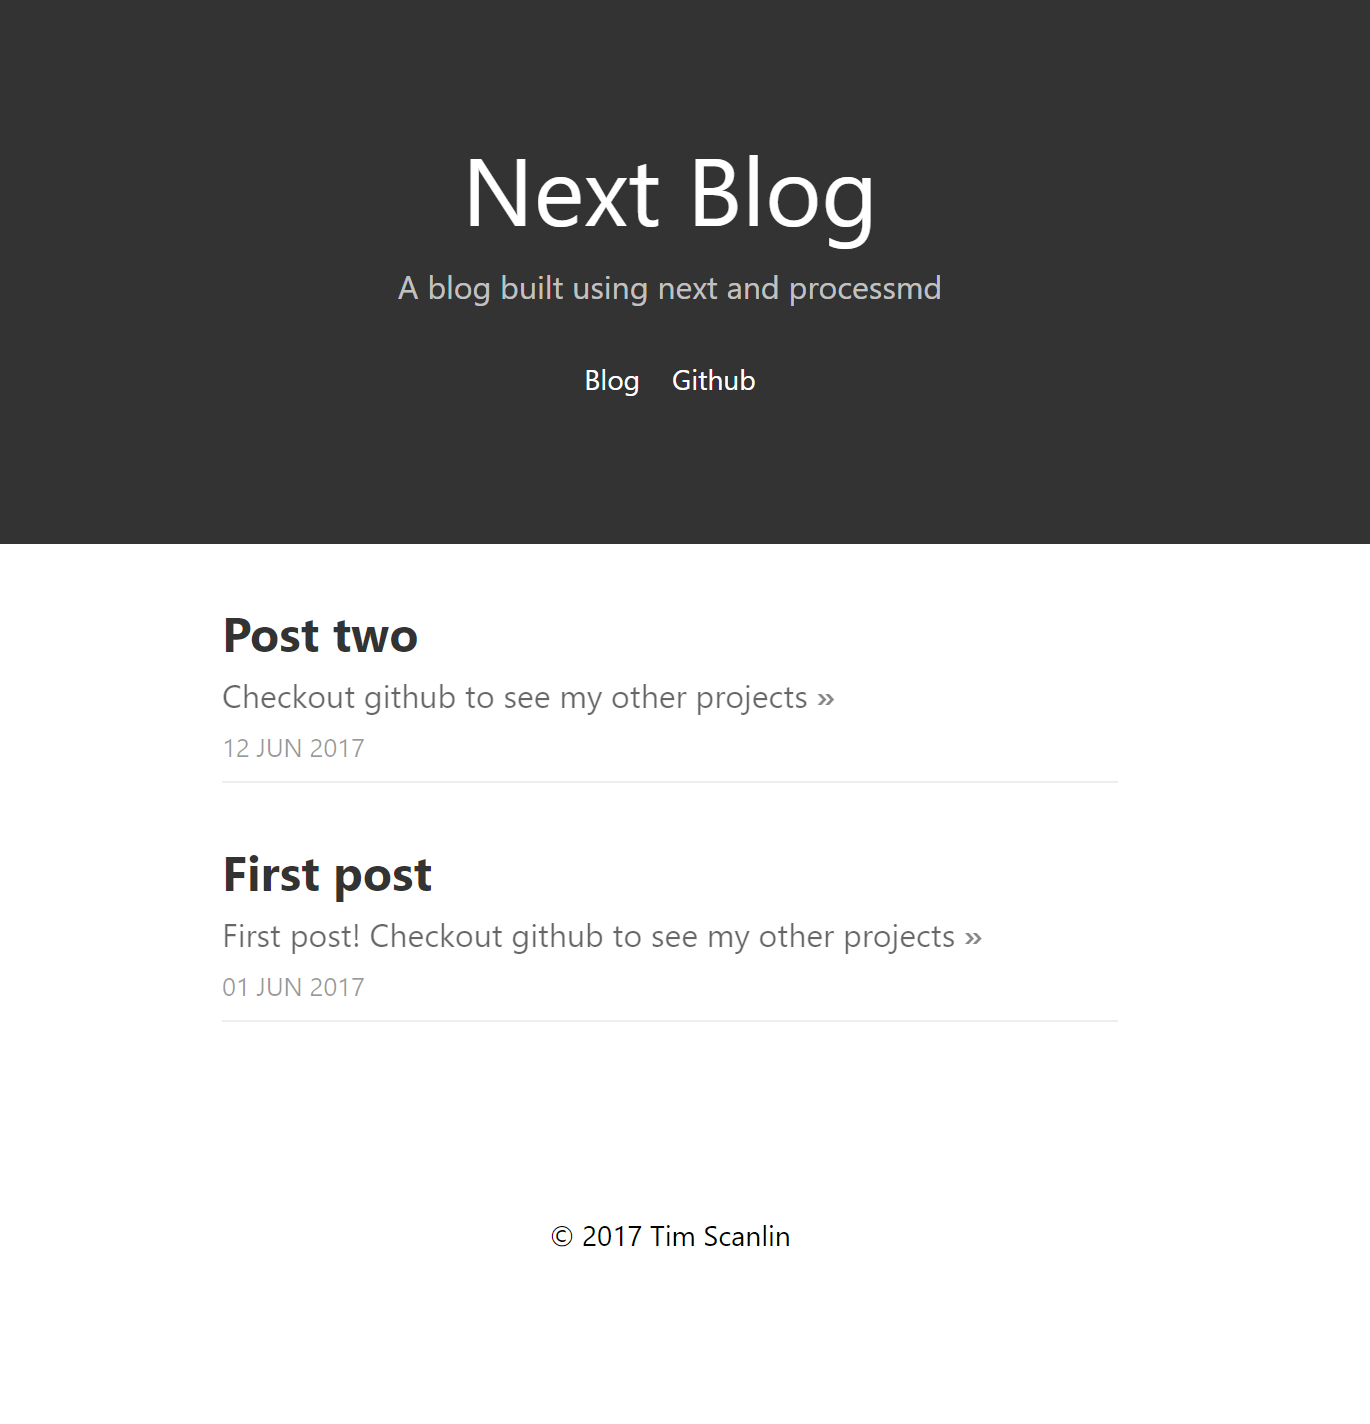 Next Blog
A blog built using next and processmd
Blog Github
Post two
Checkout github to see my other projects »
12 JUN 2017
First post
First post! Checkout github to see my other projects »
01 JUN 2017
© 2017 Tim Scanlin